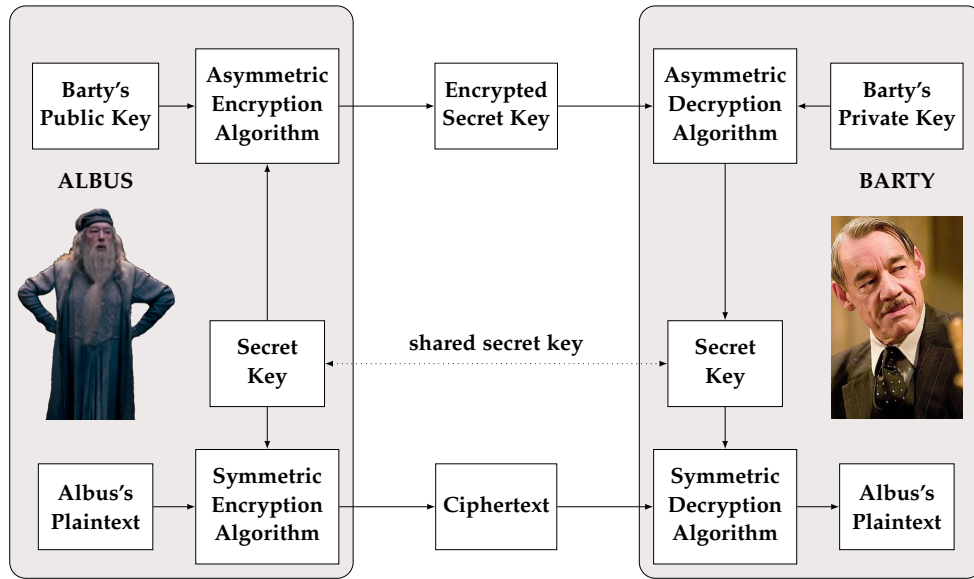 Barty's
Public Key
Asymmetric
Encryption
Algorithm
Encrypted
Secret Key
Asymmetric
Decryption
Algorithm
Barty's
Private Key
ALBUS
BARTY
Secret
Key
shared secret key
Secret
Key
Albus's
Plaintext
Symmetric
Encryption
Algorithm
Ciphertext
Symmetric
Decryption
Algorithm
Albus's
Plaintext